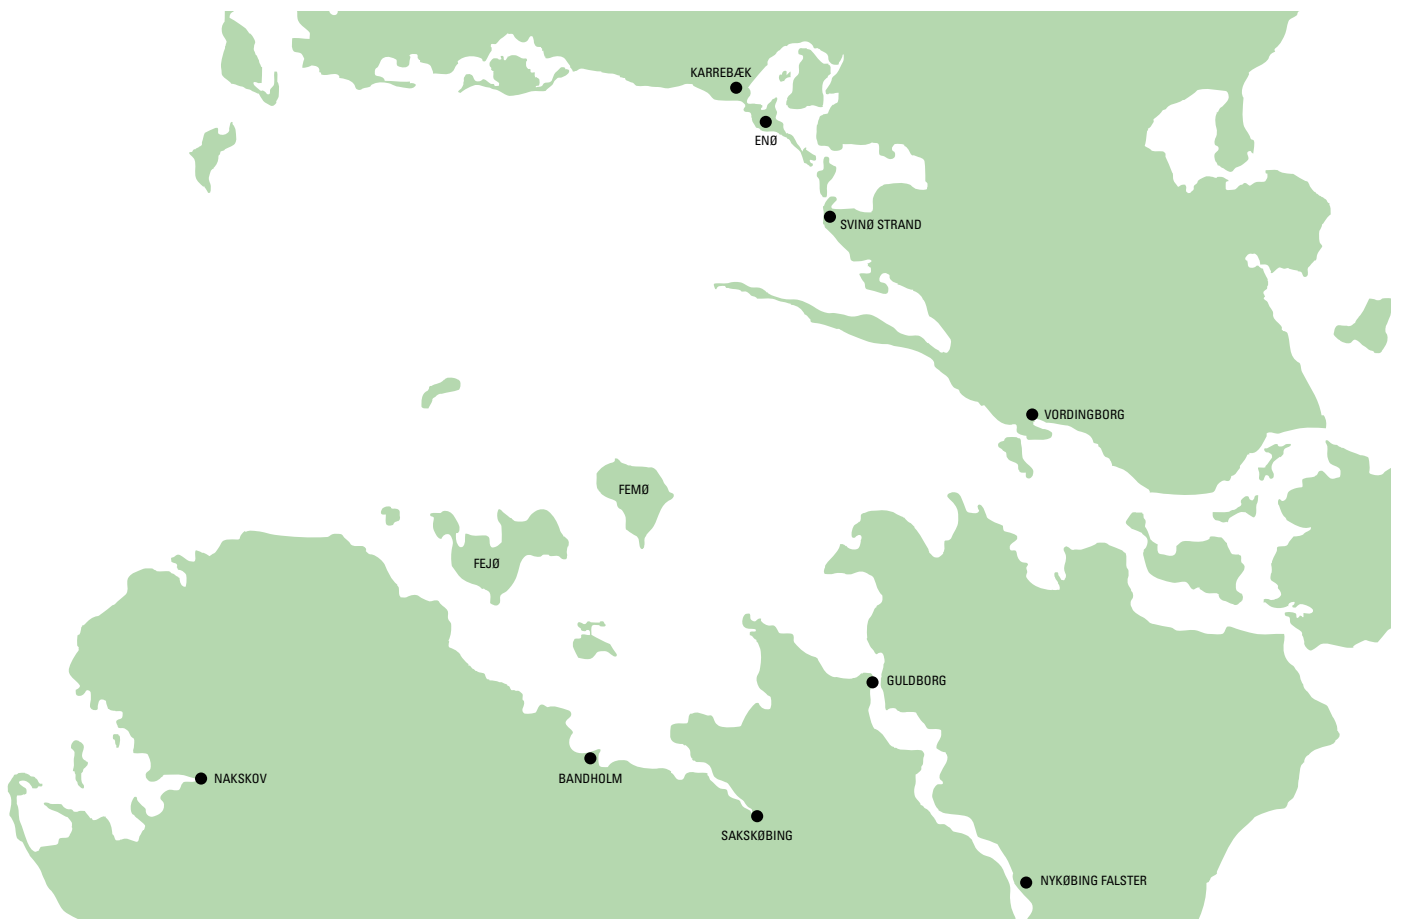 KARREBÆK
ENØ
SVINØ STRAND
VORDINGBORG
FEMØ
FEJØ
GULDBORG
NAKSKOV
BANDHOLM
SAKSKØBING
NYKØBING FALSTER